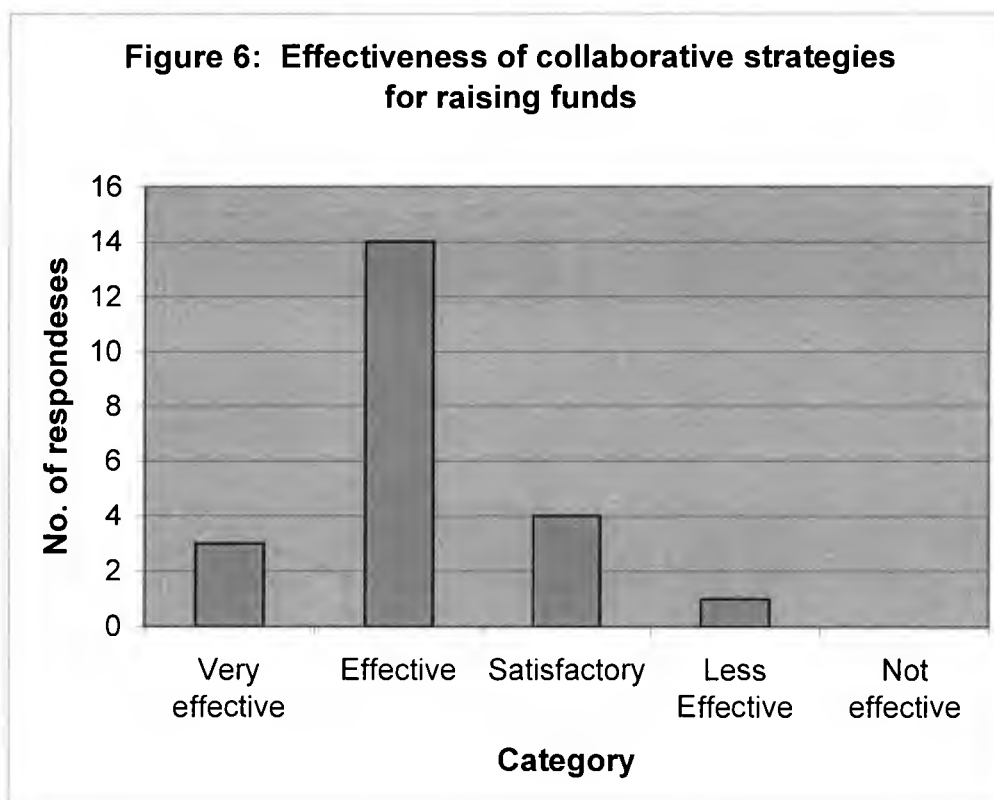 Figure 6: Effectiveness of collaborative strategies
for raising funds
16
14
12
10
8
6
4
2
0
No. of respondeses
Very
effective
Effective
Satisfactory
Less
Effective
Not
effective
Category